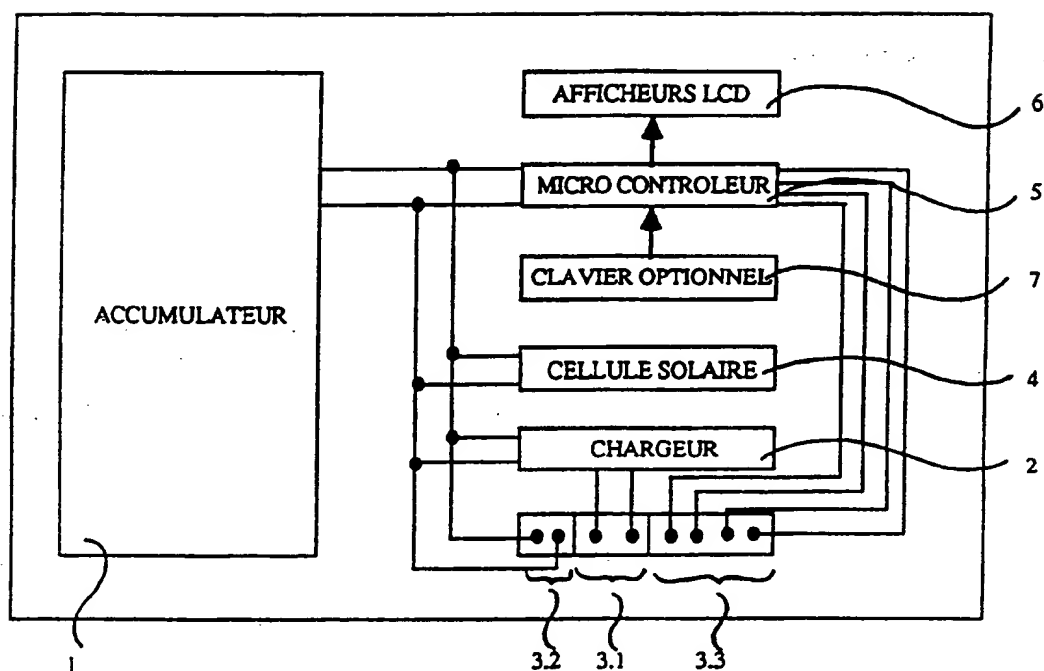 AFFICHEURS LCD
6
MICRO CONTROLEUR
5
CLAVIER OPTIONNEL
7
ACCUMULATEUR
CELLULE SOLAIRE
4
CHARGEUR
2
1
3.2
3.1
3.3